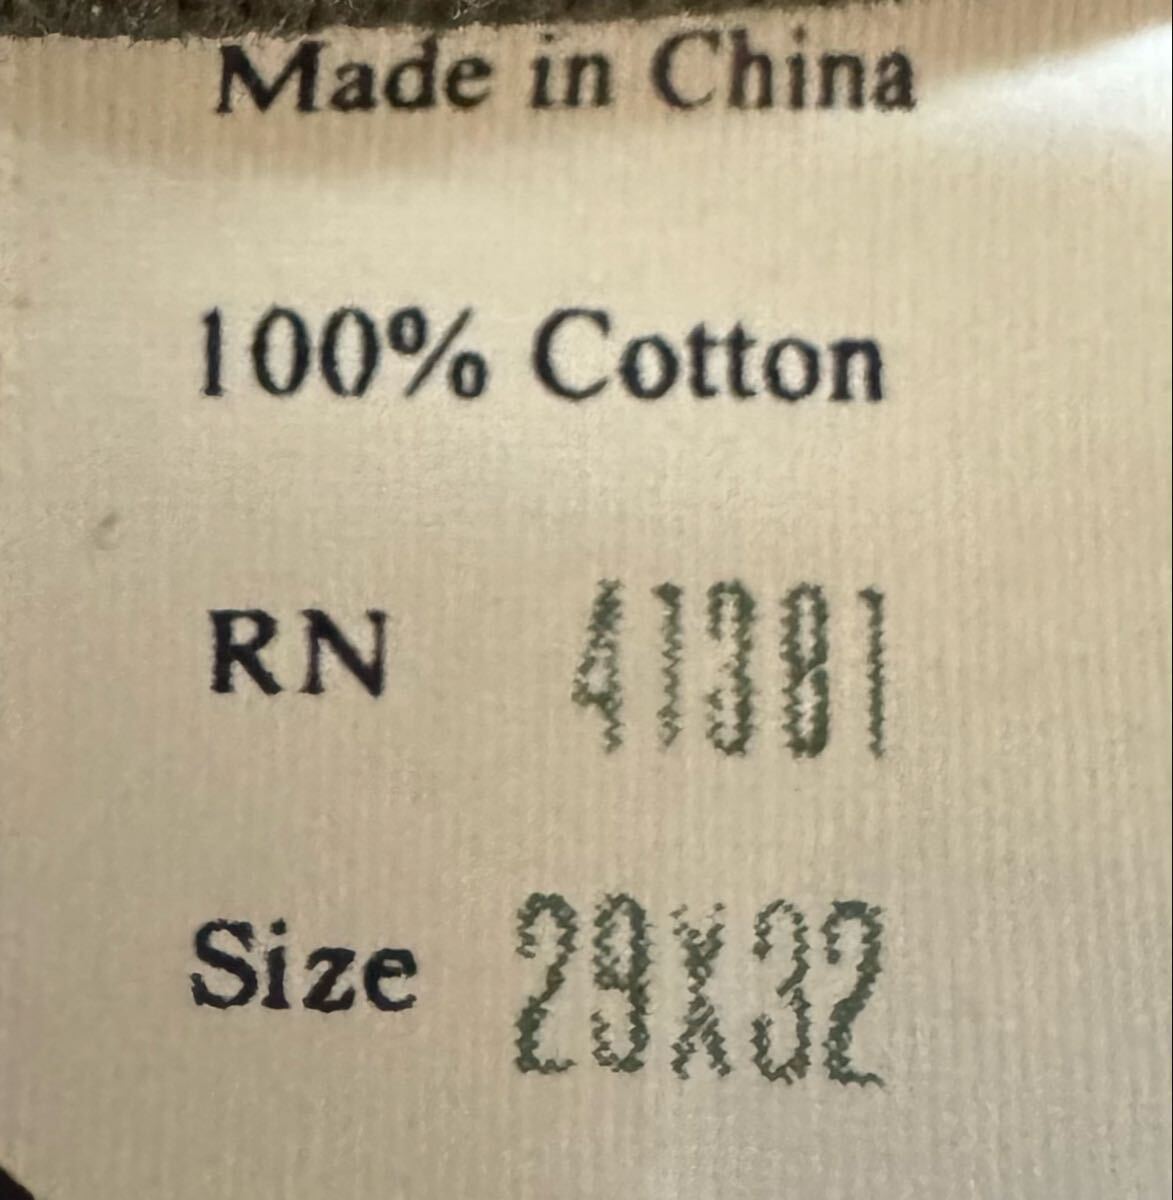 Made in China
100% Cotton
RN 41381
Size 29X32